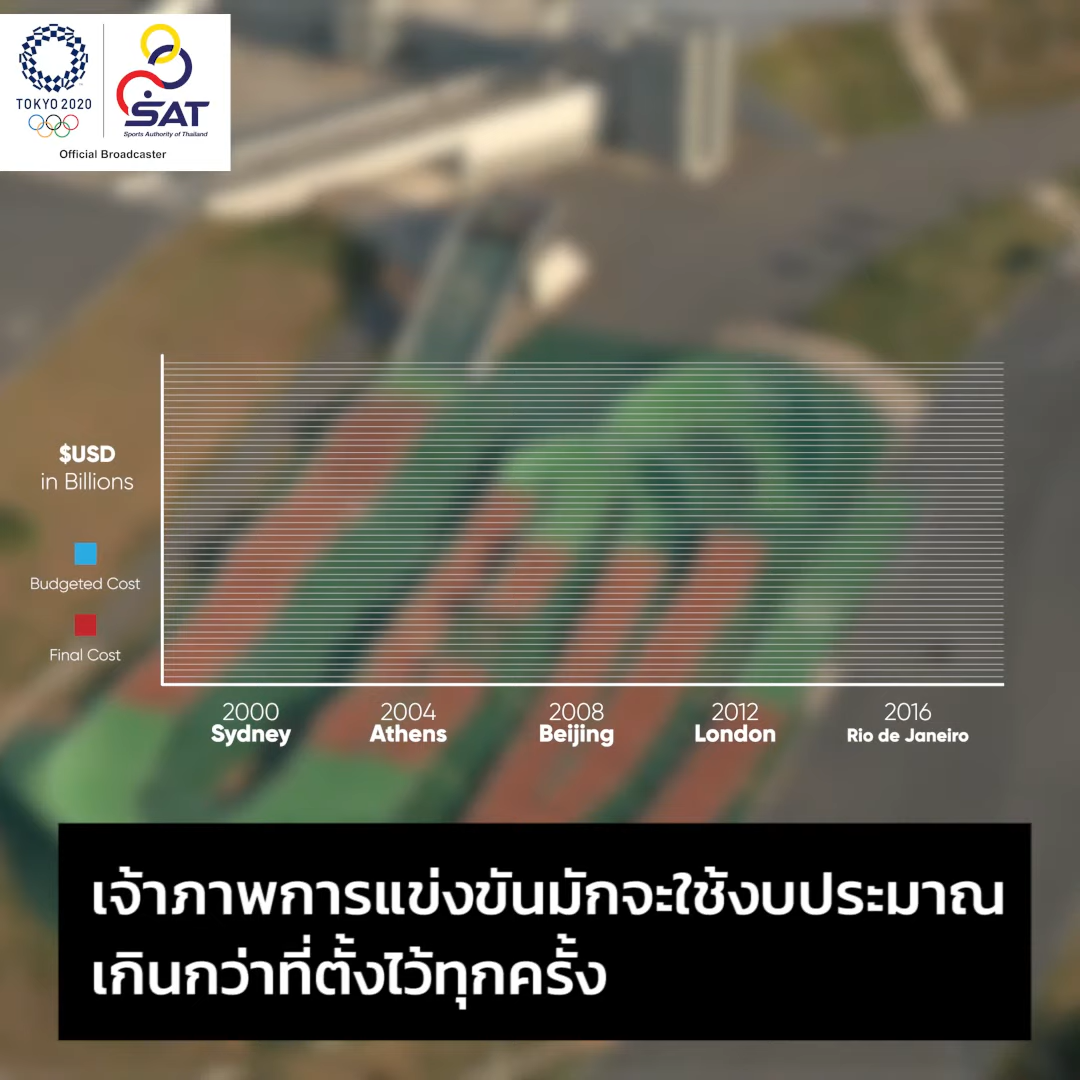 TOKYO 2020
SAT
Sports Authority of Thailand
Official Broadcaster
$USD
in Billions
Budgeted Cost
Final Cost
2000
Sydney
2004
Athens
2008
Beijing
2012
London
2016
Rio de Janeiro
เจ้าภาพการแข่งขันมักจะใช้งบประมาณ
เกินกว่าที่ตั้งไว้ทุกครั้ง